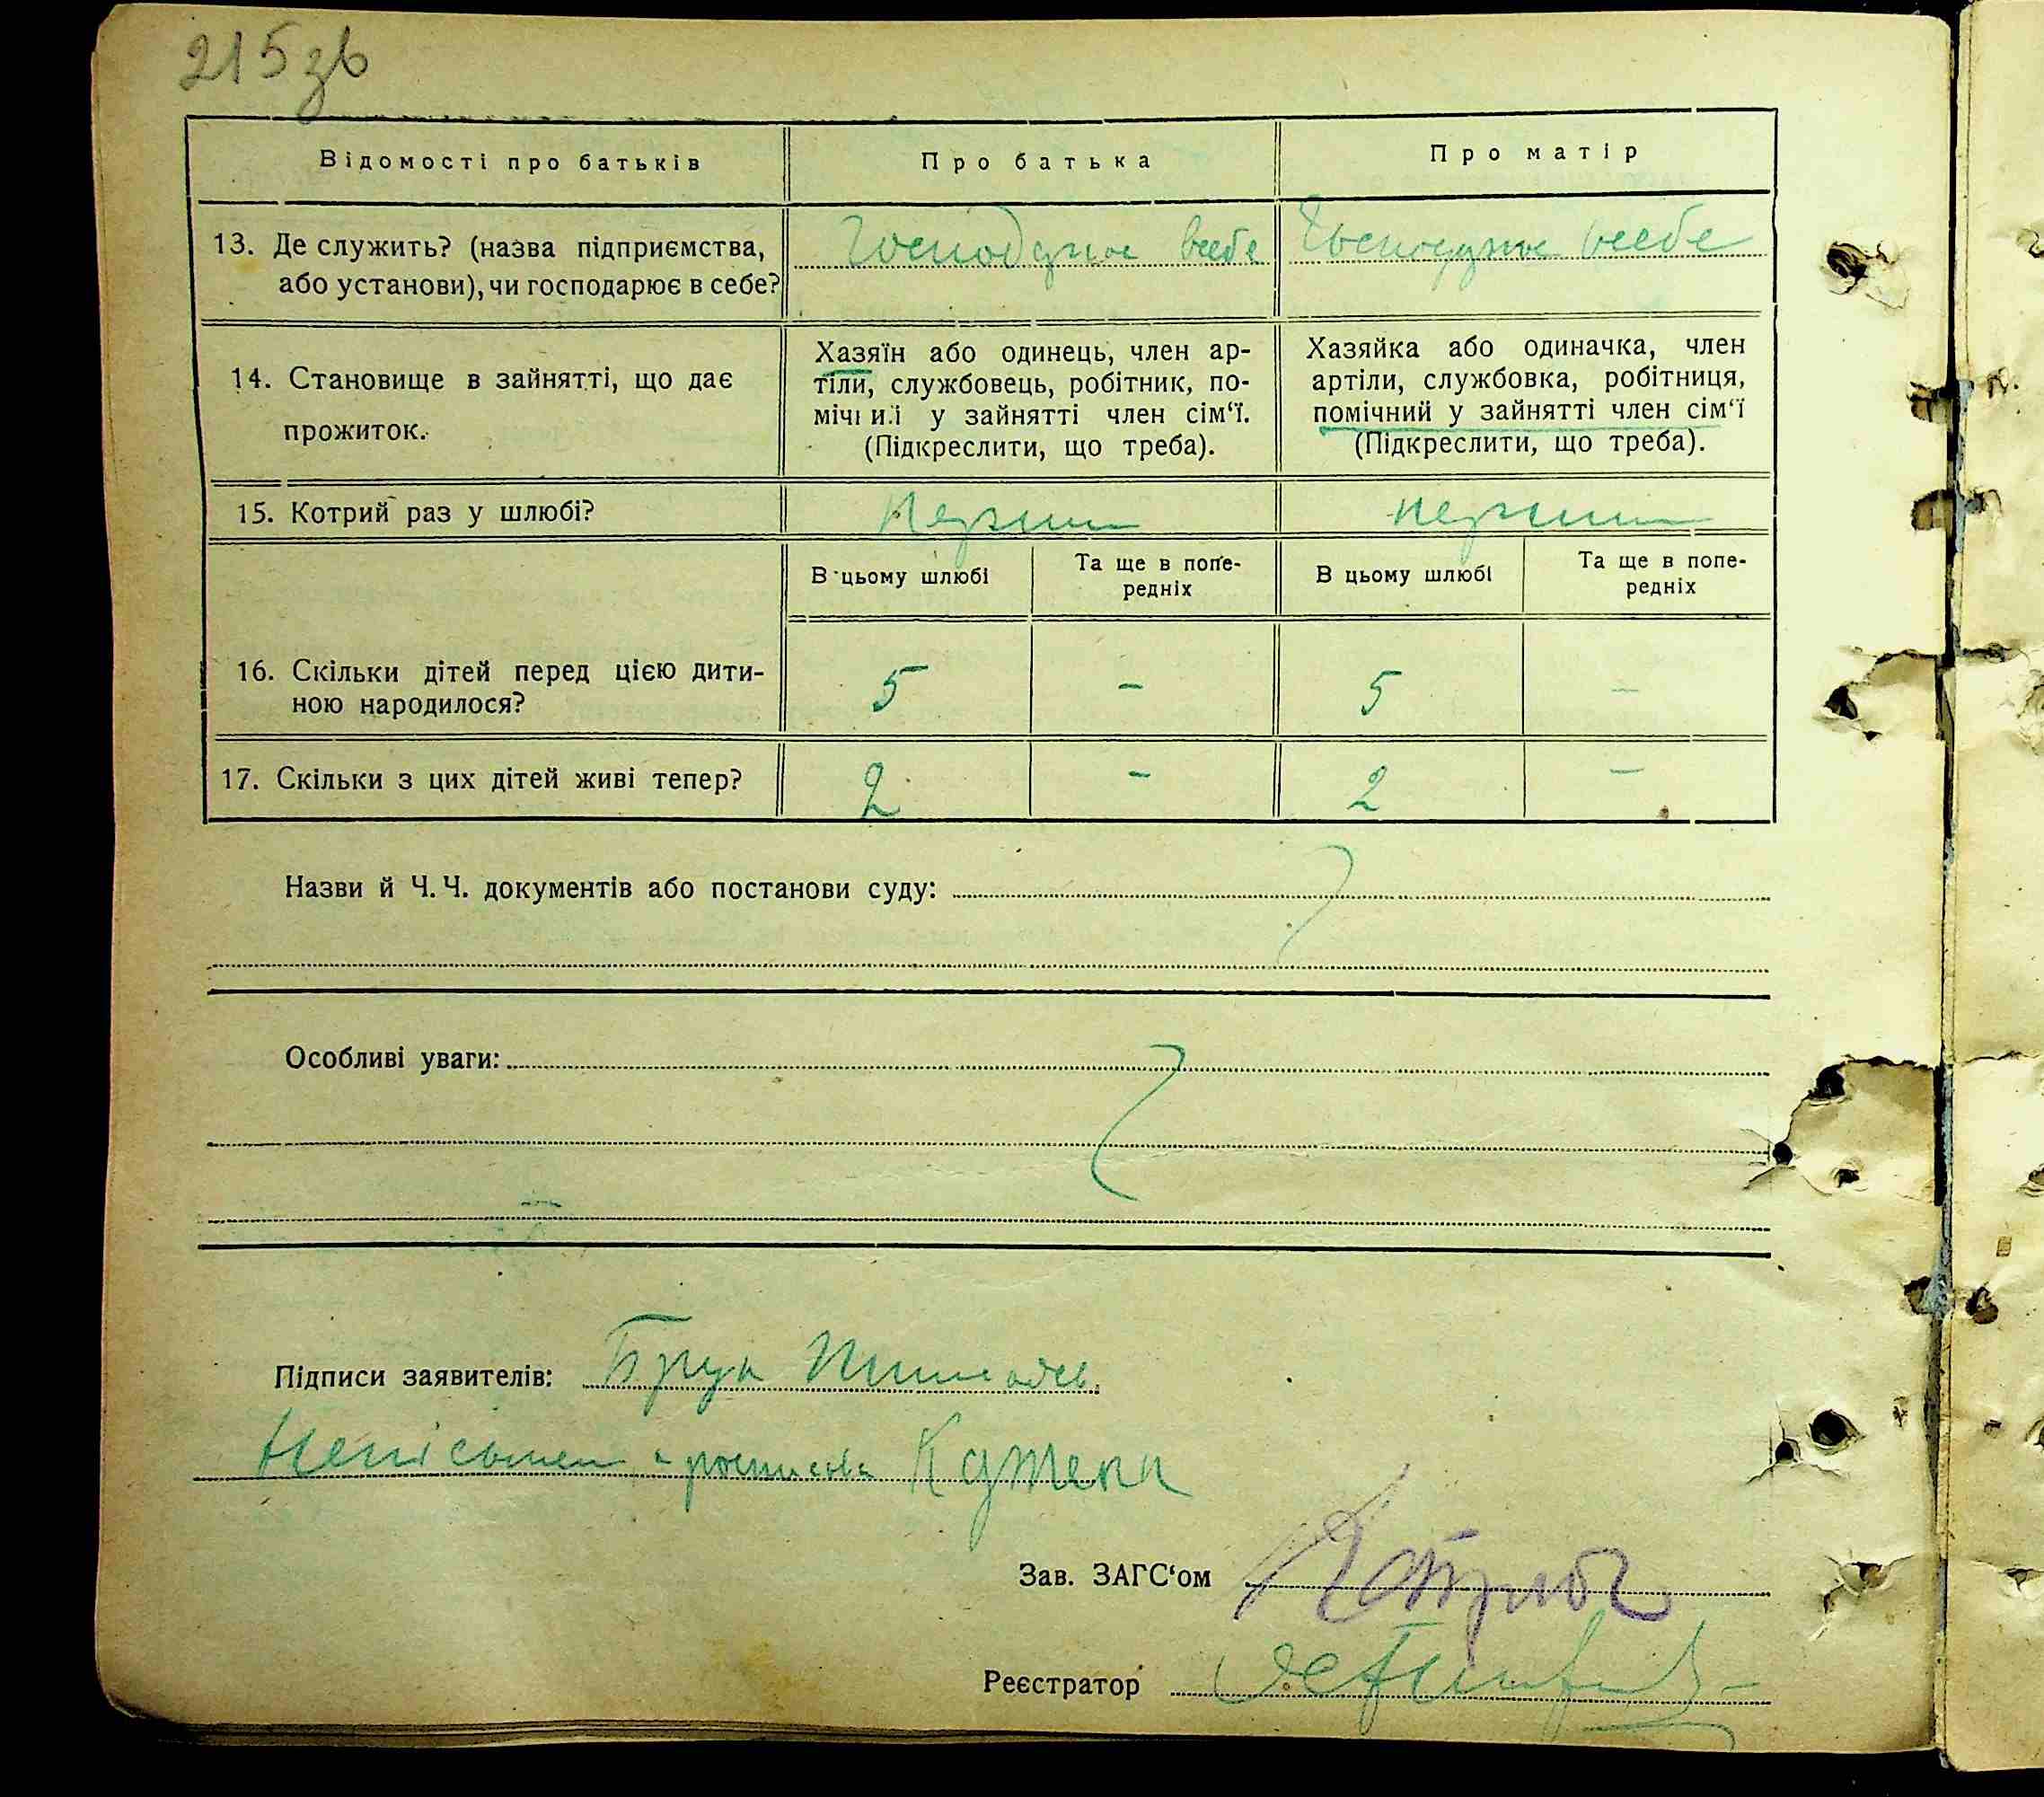 215зв
Відомості про батьків
Про батька
Про матір
13. Де служить? (назва підприємства,
або установи), чи господарює в себе?
Господарює всебе
Господарює всебе
14. Становище в зайнятті, що дає
прожиток.
Хазяїн або одинець, член ар-
тіли, службовець, робітник, по-
мічний у зайнятті член сім‘ї.
(Підкреслити, що треба).
Хазяйка або одиначка, член
артіли, службовка, робітниця,
помічний у зайнятті член сім‘ї
(Підкреслити, що треба).
15. Котрий раз у шлюбі?
Перший
перший
В цьому шлюбі
Та ще в попе-
редніх
В цьому шлюбі
Та ще в попе-
редніх
16. Скільки дітей перед цією дити-
ною народилося?
5
–
5
–
17. Скільки з цих дітей живі тепер?
2
–
2
–
Назви й Ч. Ч. документів або постанови суду:
Особливі уваги:
Підписи заявителів:
Зав. ЗАГС‘ом
Реєстратор